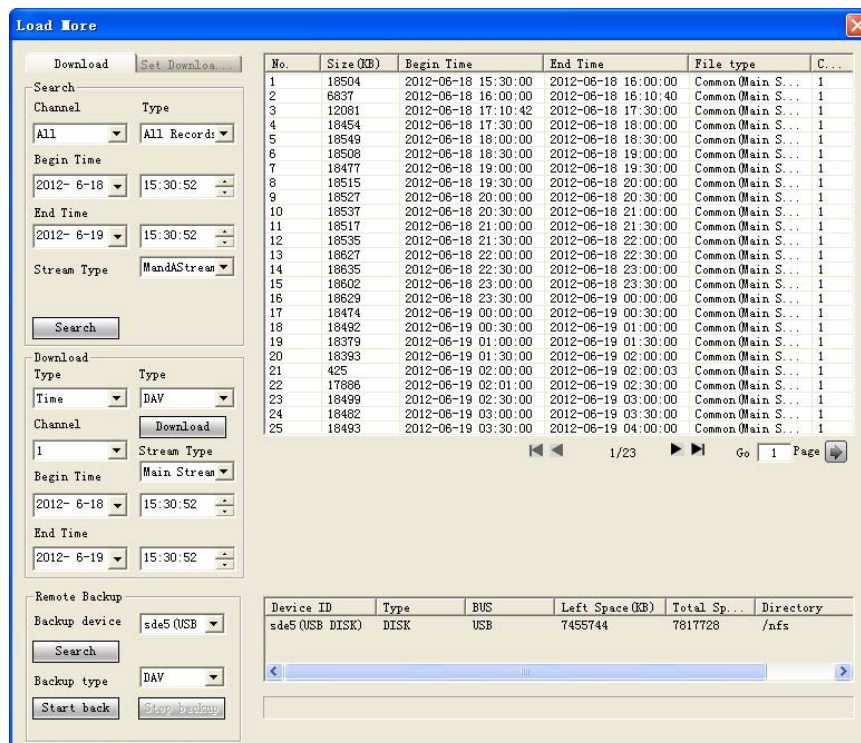 Load More
Download Set Downloa...
Search
Channel Type
All All Records
Begin Time
2012- 6-18 15:30:52
End Time
2012- 6-19 15:30:52
Stream Type MandAStream
Search
Download
Type Type
Time DAV
Channel Download
1 Stream Type
Begin Time Main Stream
2012- 6-18 15:30:52
End Time
2012- 6-19 15:30:52
Remote Backup
Backup device sde5(USB
Search
Backup type DAV
Start back Stop backup
No. Size(KB) Begin Time End Time File type C...
1 18504 2012-06-18 15:30:00 2012-06-18 16:00:00 Common(Main S... 1
2 6837 2012-06-18 16:00:00 2012-06-18 16:10:40 Common(Main S... 1
3 12081 2012-06-18 17:10:42 2012-06-18 17:30:00 Common(Main S... 1
4 18454 2012-06-18 17:30:00 2012-06-18 18:00:00 Common(Main S... 1
5 18549 2012-06-18 18:00:00 2012-06-18 18:30:00 Common(Main S... 1
6 18508 2012-06-18 18:30:00 2012-06-18 19:00:00 Common(Main S... 1
7 18477 2012-06-18 19:00:00 2012-06-18 19:30:00 Common(Main S... 1
8 18515 2012-06-18 19:30:00 2012-06-18 20:00:00 Common(Main S... 1
9 18527 2012-06-18 20:00:00 2012-06-18 20:30:00 Common(Main S... 1
10 18537 2012-06-18 20:30:00 2012-06-18 21:00:00 Common(Main S... 1
11 18517 2012-06-18 21:00:00 2012-06-18 21:30:00 Common(Main S... 1
12 18535 2012-06-18 21:30:00 2012-06-18 22:00:00 Common(Main S... 1
13 18627 2012-06-18 22:00:00 2012-06-18 22:30:00 Common(Main S... 1
14 18635 2012-06-18 22:30:00 2012-06-18 23:00:00 Common(Main S... 1
15 18602 2012-06-18 23:00:00 2012-06-18 23:30:00 Common(Main S... 1
16 18629 2012-06-18 23:30:00 2012-06-19 00:00:00 Common(Main S... 1
17 18474 2012-06-19 00:00:00 2012-06-19 00:30:00 Common(Main S... 1
18 18492 2012-06-19 00:30:00 2012-06-19 01:00:00 Common(Main S... 1
19 18379 2012-06-19 01:00:00 2012-06-19 01:30:00 Common(Main S... 1
20 18393 2012-06-19 01:30:00 2012-06-19 02:00:00 Common(Main S... 1
21 425 2012-06-19 02:00:00 2012-06-19 02:00:03 Common(Main S... 1
22 17886 2012-06-19 02:01:00 2012-06-19 02:30:00 Common(Main S... 1
23 18499 2012-06-19 02:30:00 2012-06-19 03:00:00 Common(Main S... 1
24 18482 2012-06-19 03:00:00 2012-06-19 03:30:00 Common(Main S... 1
25 18493 2012-06-19 03:30:00 2012-06-19 04:00:00 Common(Main S... 1
1/23 Go 1 Page
Device ID Type BUS Left Space(KB) Total Sp... Directory
sde5(USB DISK) DISK USB 7455744 7817728 /nfs